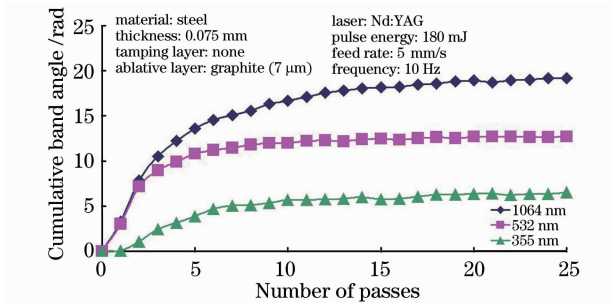 material: steel
thickness: 0.075 mm
tamping layer: none
ablative layer: graphite (7 μm)
laser: Nd:YAG
pulse energy: 180 mJ
feed rate: 5 mm/s
frequency: 10 Hz
Cumulative band angle /rad
25
20
15
10
5
0
1064 nm
532 nm
355 nm
0 5 10 15 20 25
Number of passes